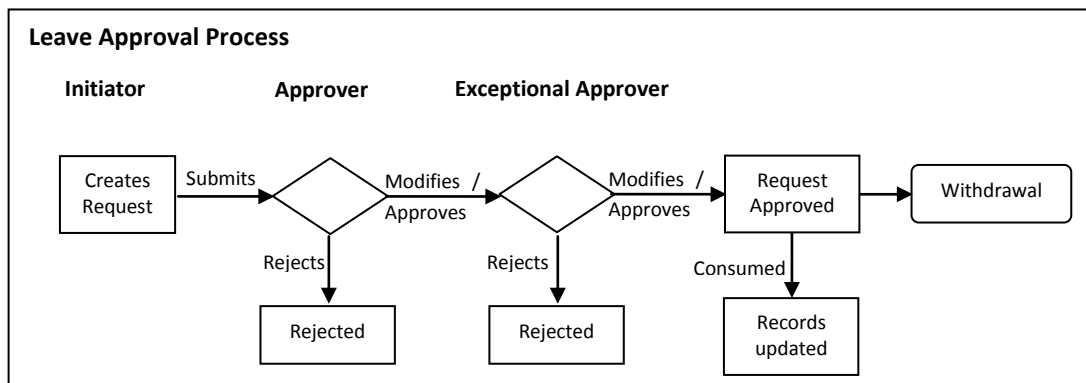 Leave Approval Process
Initiator
Approver
Exceptional Approver
Creates
Request
Submits
Modifies /
Approves
Modifies /
Approves
Request
Approved
Withdrawal
Rejects
Rejects
Consumed
Rejected
Rejected
Records
updated